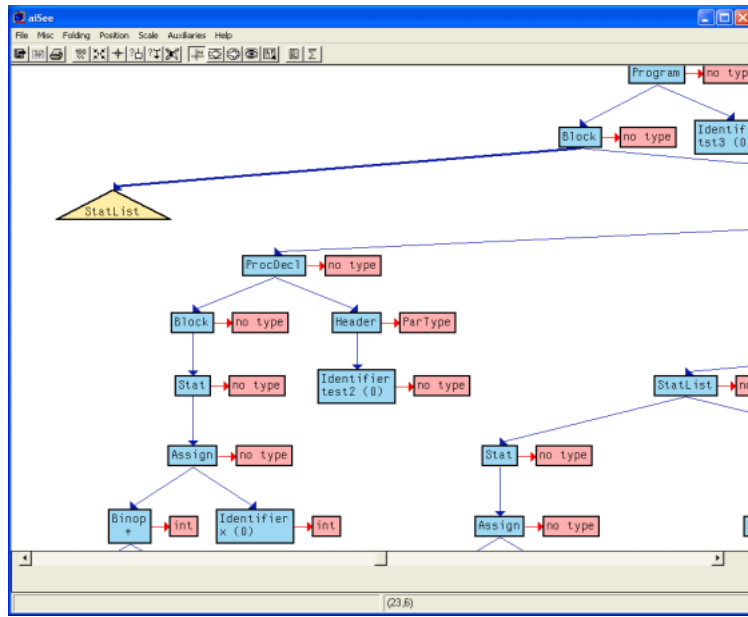 aiSee
File Misc Folding Position Scale Auxiliaries Help
Program no typ
Block no type
Identif
tst3 (0
StatList
ProcDecl no type
Block no type
Header ParType
Stat no type
Identifier
test2 (0)
no type
StatList
Assign no type
Stat no type
Binop
+
int
Identifier
x (0)
int
Assign no type
(23,6)